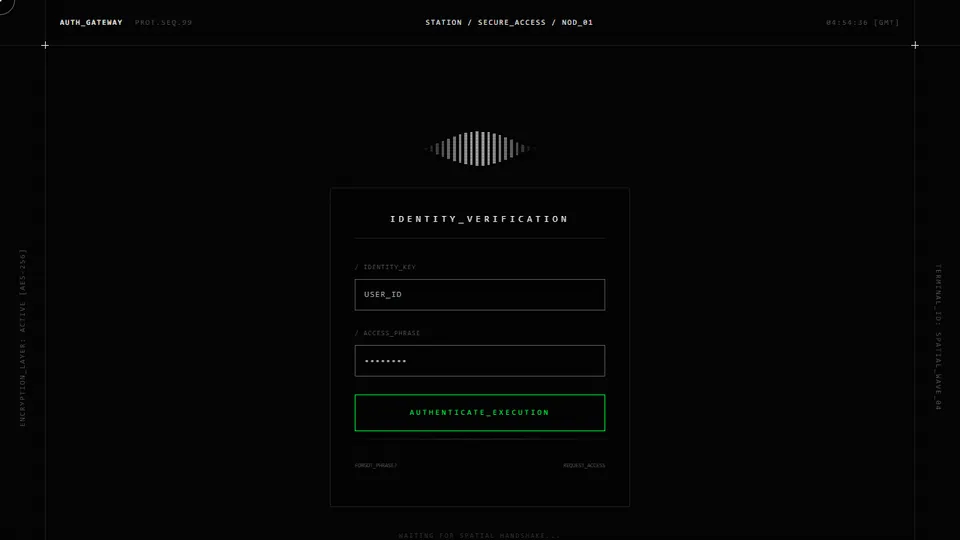 AUTH_GATEWAY PROT.SEQ.99
STATION / SECURE_ACCESS / NOD_01
04:54:36 [GMT]
IDENTITY_VERIFICATION
/ IDENTITY_KEY
USER_ID
/ ACCESS_PHRASE
••••••••
AUTHENTICATE_EXECUTION
FORGOT_PHRASE?
REQUEST_ACCESS
WAITING FOR SPATIAL HANDSHAKE...
ENCRYPTION_LAYER: ACTIVE [AES-256]
TERMINAL_ID: SPATIAL_WAVE_04